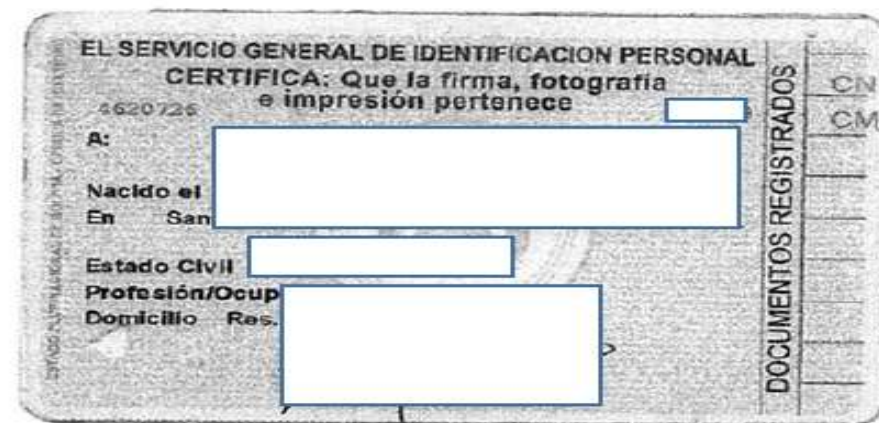 EL SERVICIO GENERAL DE IDENTIFICACION PERSONAL
CERTIFICA: Que la firma, fotografía
e impresión pertenece
4620726
A:
Nacido el
En San
Estado Civil
Profesión/Ocup
Domicilio Res.
DOCUMENTOS REGISTRADOS
CN
CM